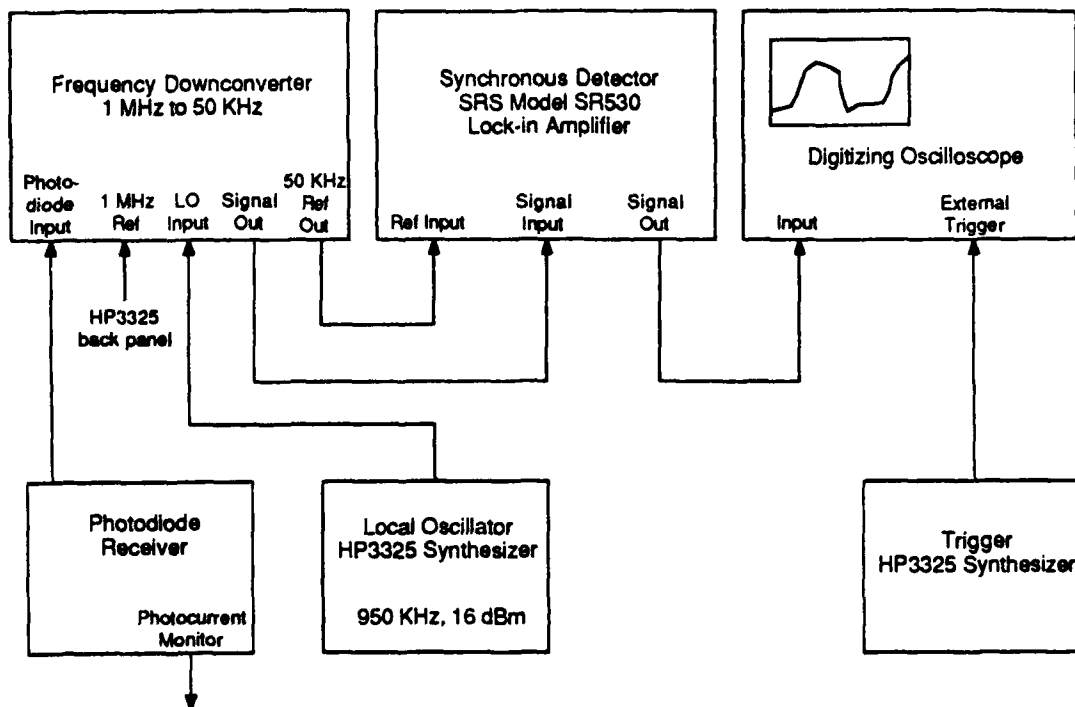 Frequency Downconverter
1 MHz to 50 KHz
Photo-
diode
Input
1 MHz
Ref
LO
Input
Signal
Out
50 KHz
Ref
Out
Synchronous Detector
SRS Model SR530
Lock-in Amplifier
Ref Input
Signal
Input
Signal
Out
Digitizing Oscilloscope
Input
External
Trigger
HP3325
back panel
Photodiode
Receiver
Photocurrent
Monitor
Local Oscillator
HP3325 Synthesizer
950 KHz, 16 dBm
Trigger
HP3325 Synthesizer